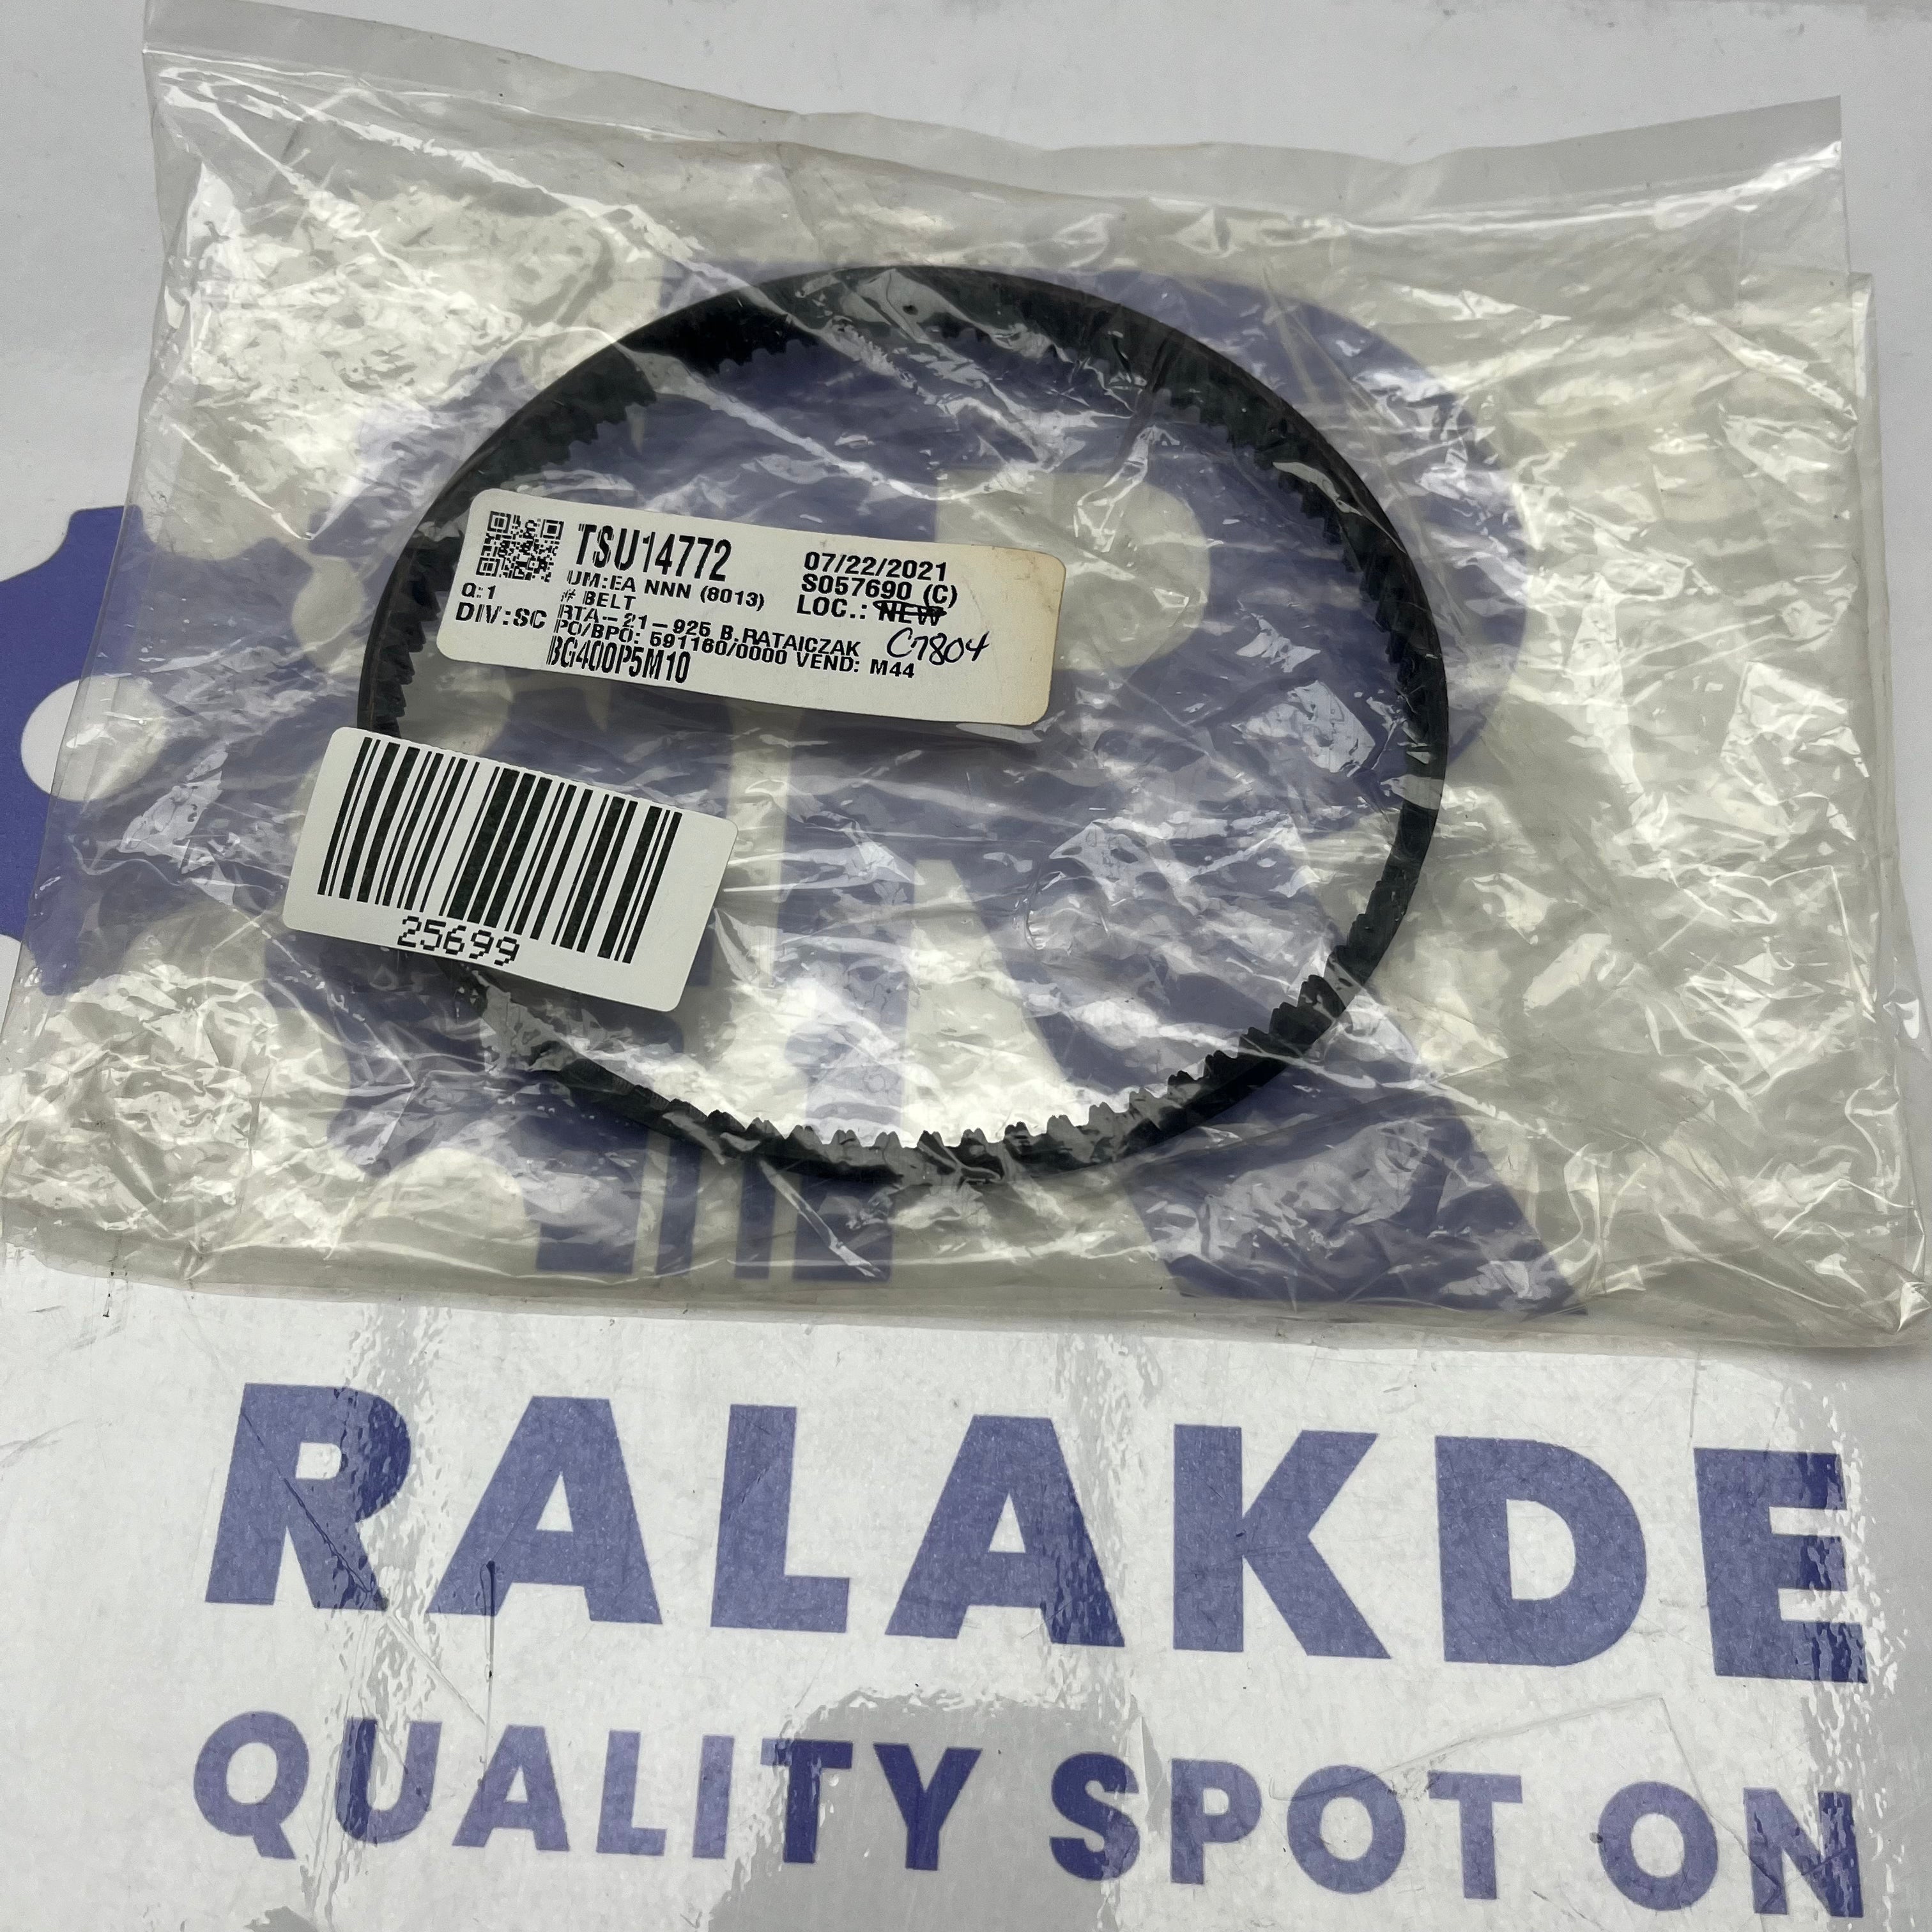 TSU14772
07/22/2021
UM:EA NNN (8013)
S057690 (C)
Q:1
# BELT
LOC.: NEW
DIV:SC
BTA-21-925 B.RATAICZAK
C7804
PO/BPO: 591160/0000 VEND: M44
BG400P5M10
25699
RALAKDE
QUALITY SPOT ON